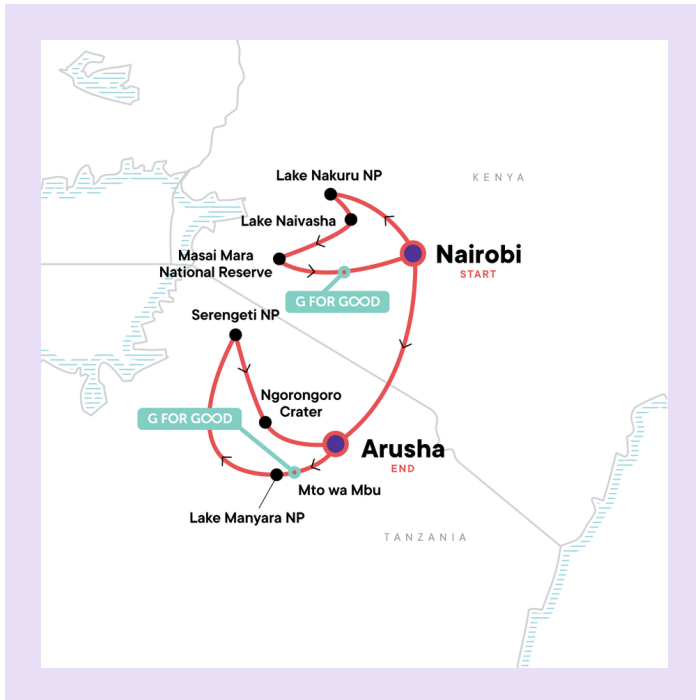 Lake Nakuru NP
KENYA
Lake Naivasha
Masai Mara
National Reserve
Nairobi
START
G FOR GOOD
Serengeti NP
Ngorongoro
Crater
G FOR GOOD
Arusha
END
Mto wa Mbu
Lake Manyara NP
TANZANIA